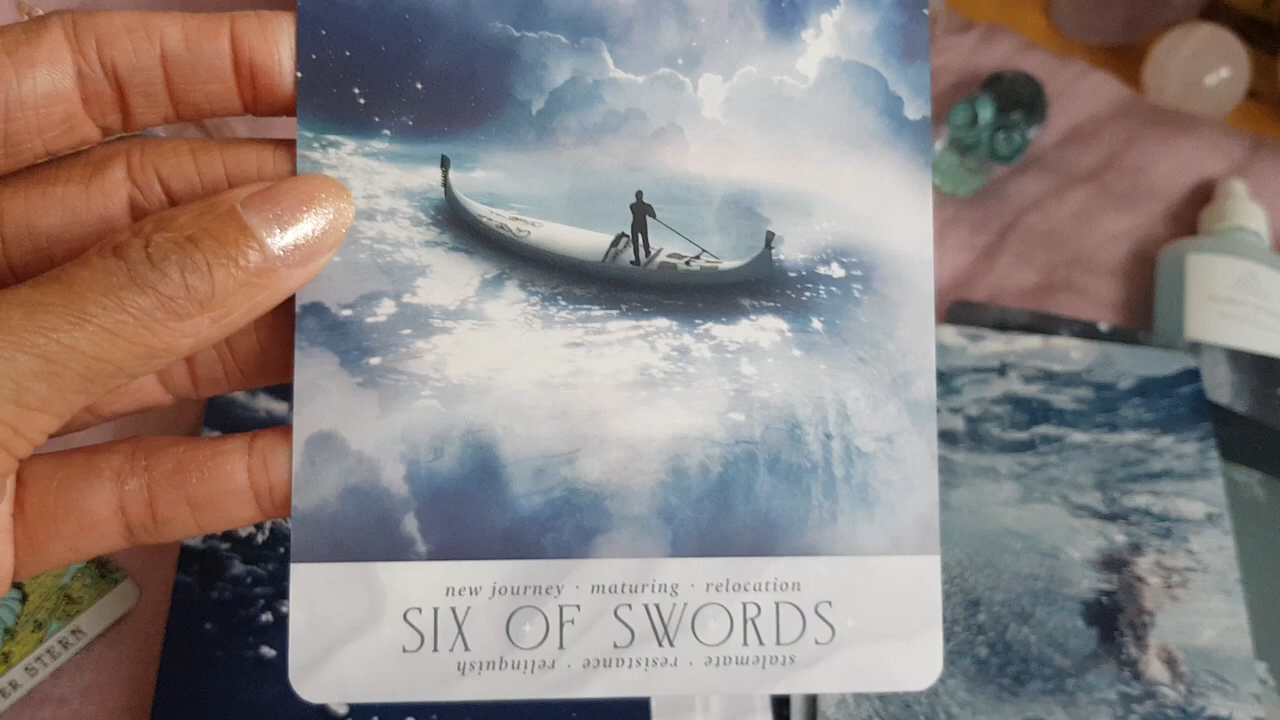 new journey · maturing · relocation
SIX OF SWORDS
stalemate · resistance · relinquish
ER STERN